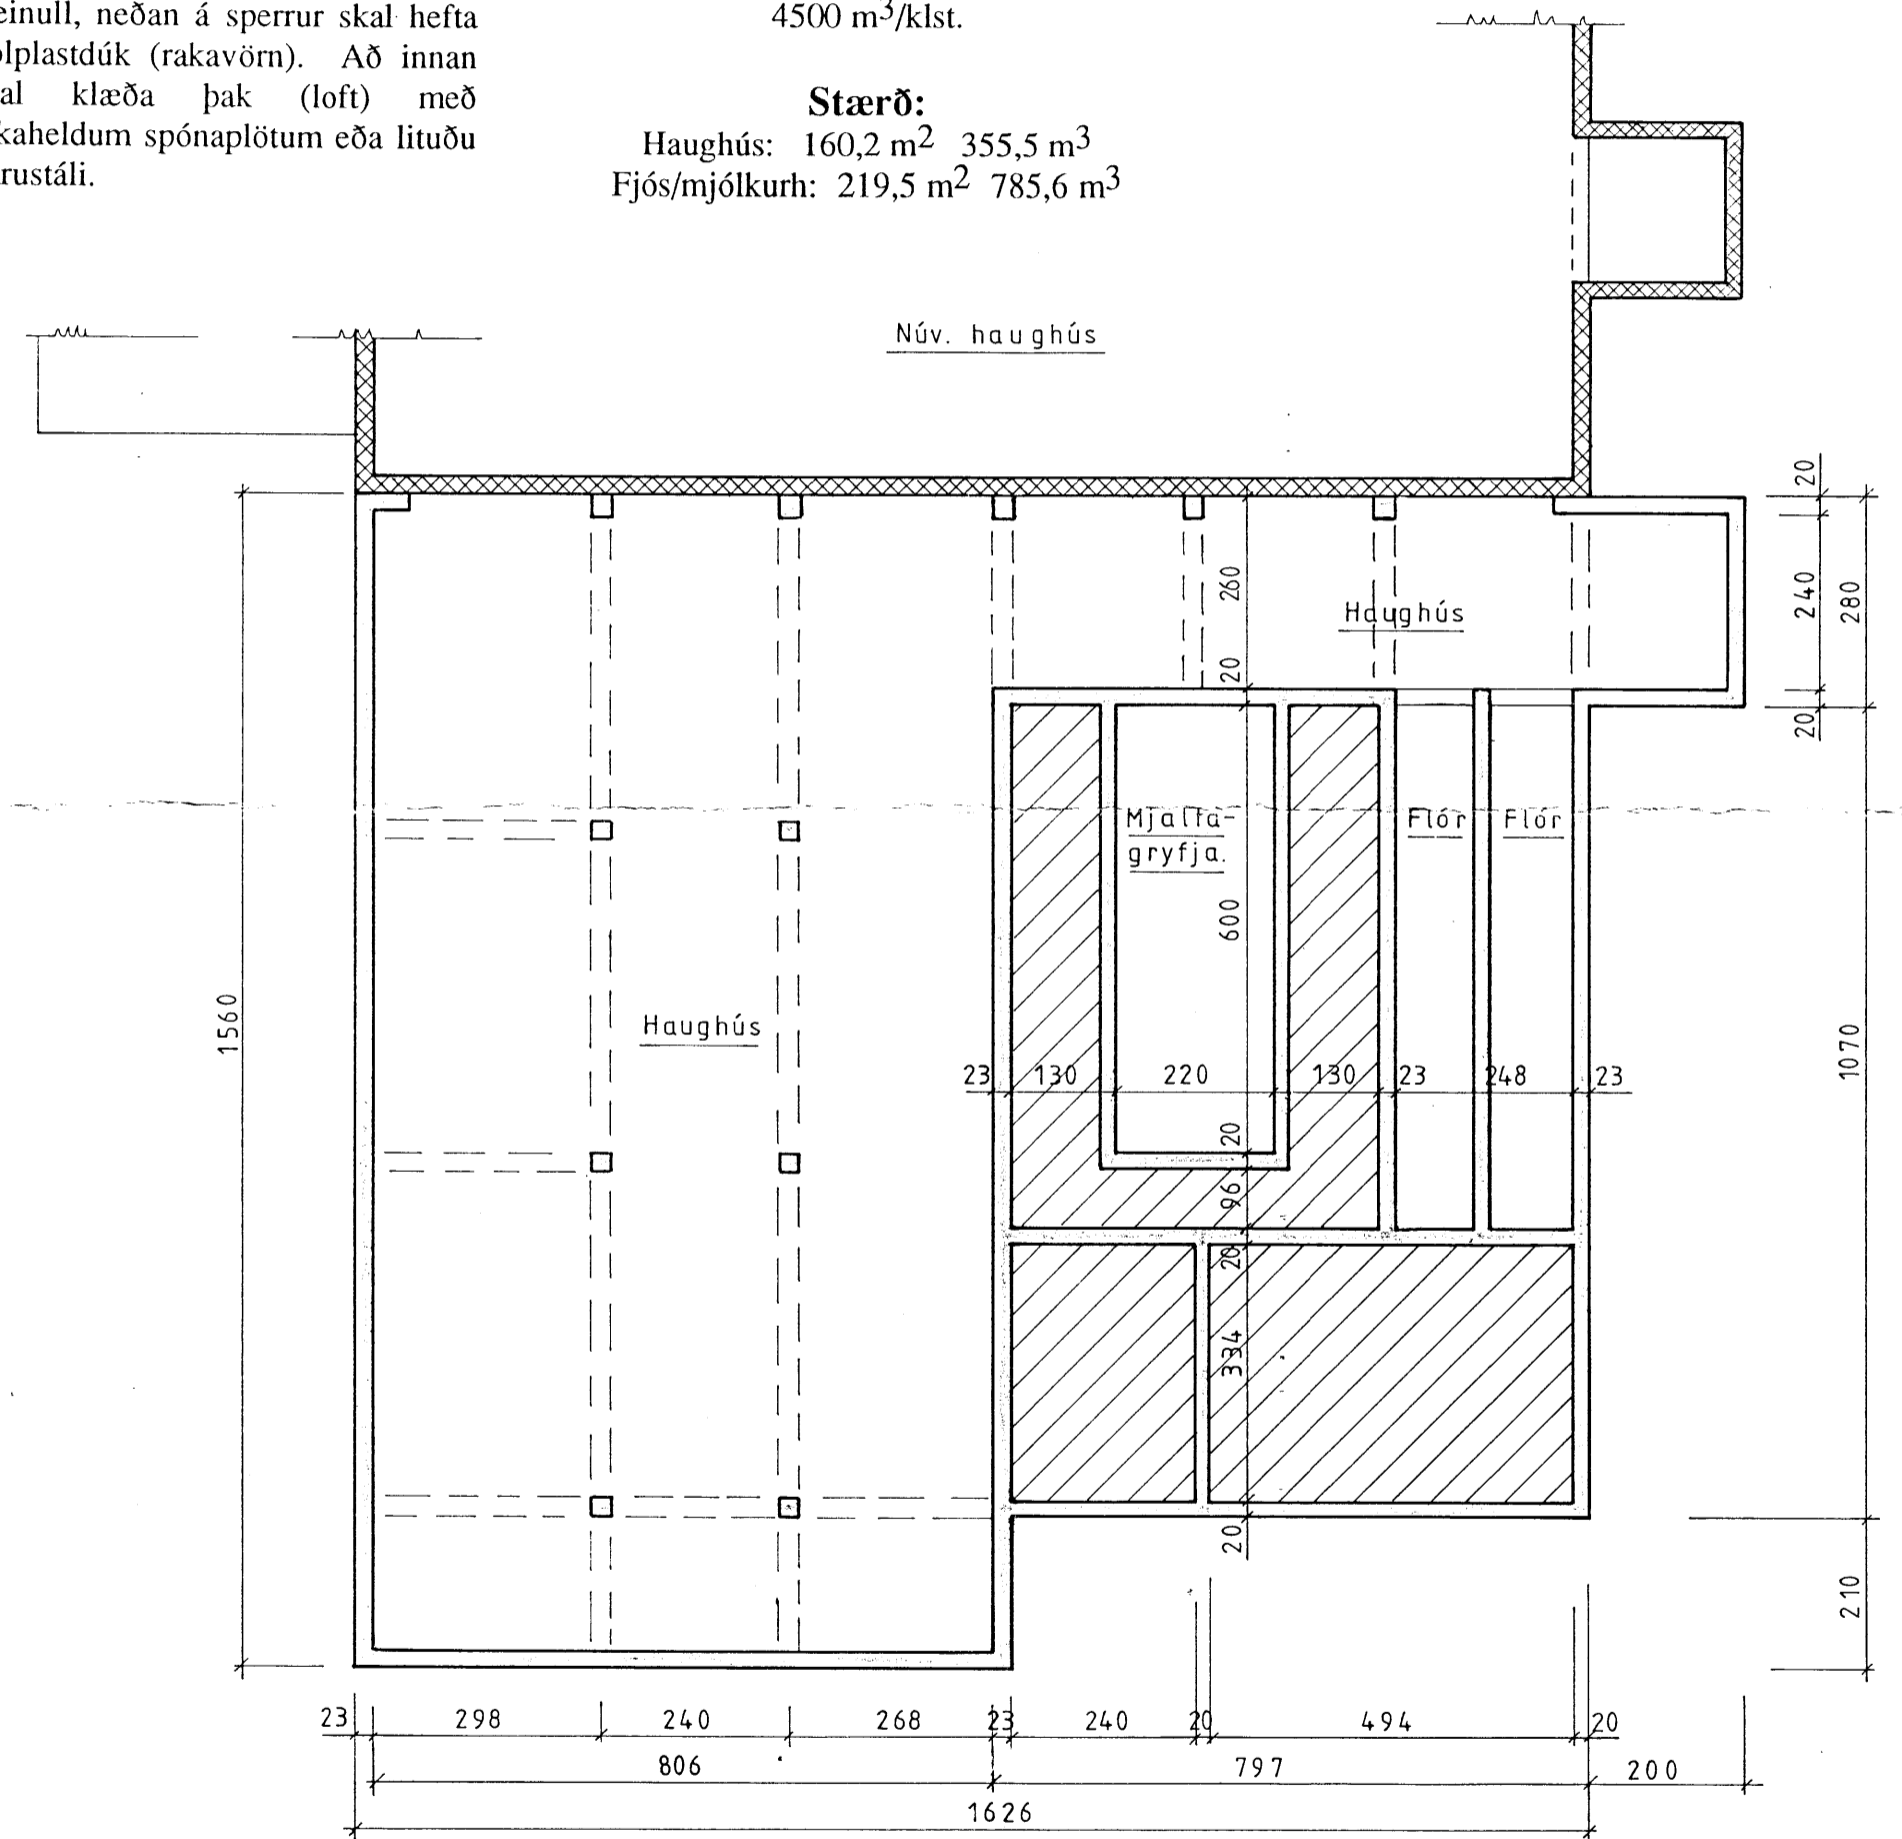 einull, neðan á sperrur skal hefta
olplastdúk (rakavörn). Að innan
al klæða þak (loft) með
kaheldum spónaplötum eða lituðu
rustáli.
4500 m³/klst.
Stærð:
Haughús: 160,2 m² 355,5 m³
Fjós/mjólkurh: 219,5 m² 785,6 m³
Núv. haughús
20
260
240
280
Haughús
20
20
Mjalta-
gryfja.
Flór
Flór
600
1560
Haughús
1070
23
130
220
130
23
248
23
20
96
20
334
20
210
23
298
240
268
23
240
20
494
20
806
797
200
1626